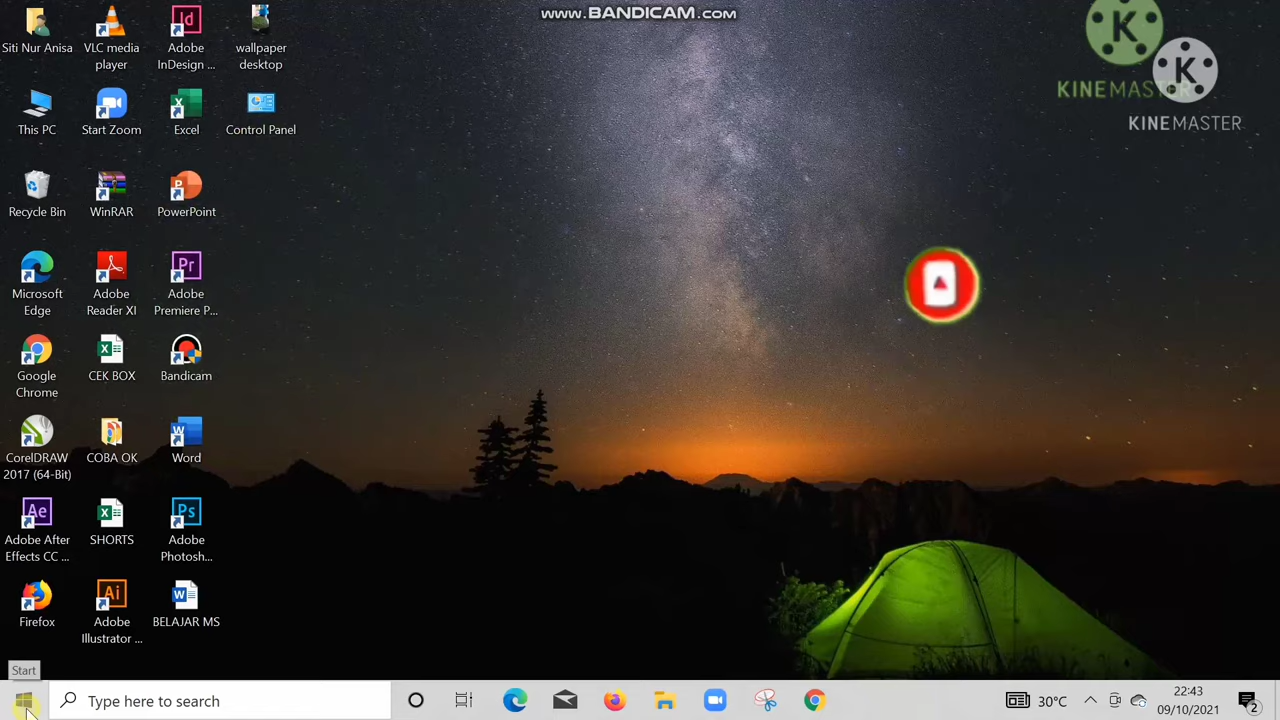 www.BANDICAM.com
KINEMASTER
KINEMASTER
Siti Nur Anisa
VLC media
player
Adobe
InDesign ...
wallpaper
desktop
This PC
Start Zoom
Excel
Control Panel
Recycle Bin
WinRAR
PowerPoint
Microsoft
Edge
Adobe
Reader XI
Adobe
Premiere P...
Google
Chrome
CEK BOX
Bandicam
CorelDRAW
2017 (64-Bit)
COBA OK
Word
Adobe After
Effects CC ...
SHORTS
Adobe
Photosh...
Firefox
Adobe
Illustrator ...
BELAJAR MS
Start
Type here to search
30°C
22:43
09/10/2021
2